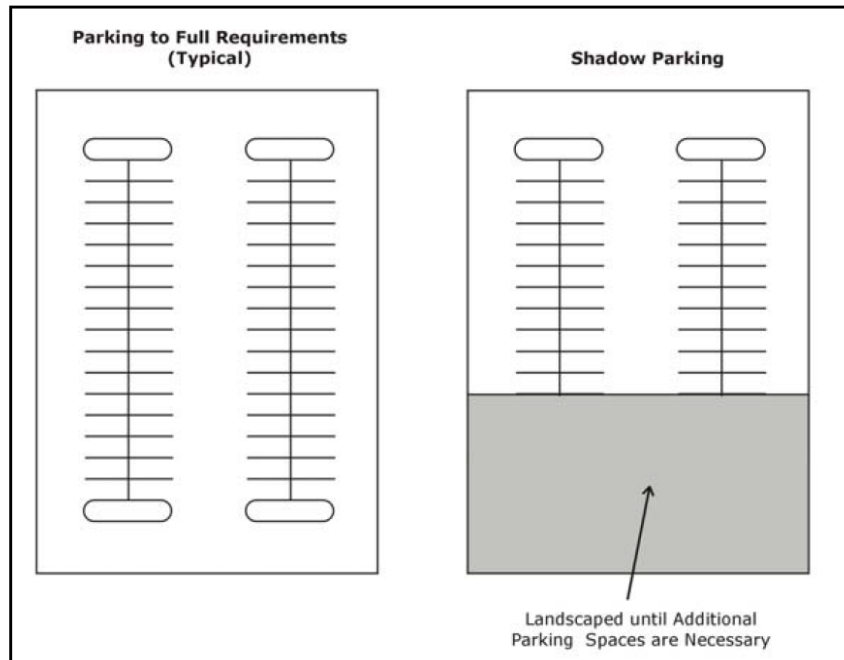 Parking to Full Requirements
(Typical)
Shadow Parking
Landscaped until Additional
Parking Spaces are Necessary